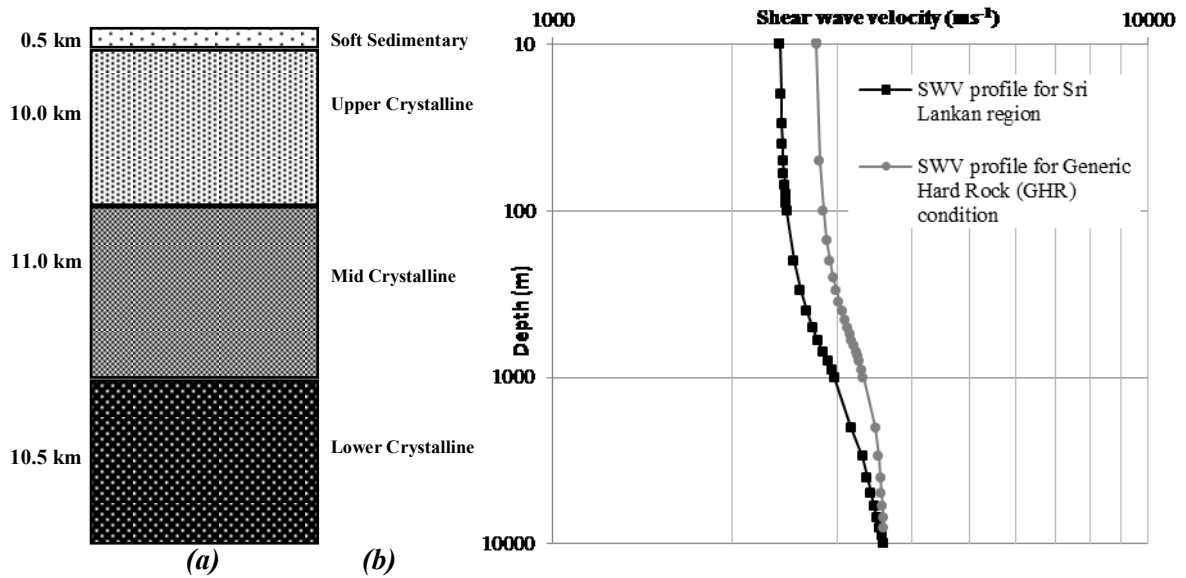 0.5 km
Soft Sedimentary
10.0 km
Upper Crystalline
11.0 km
Mid Crystalline
10.5 km
Lower Crystalline
(a)
(b)
1000
Shear wave velocity (ms⁻¹)
10000
10
100
1000
10000
Depth (m)
SWV profile for Sri
Lankan region
SWV profile for Generic
Hard Rock (GHR)
condition